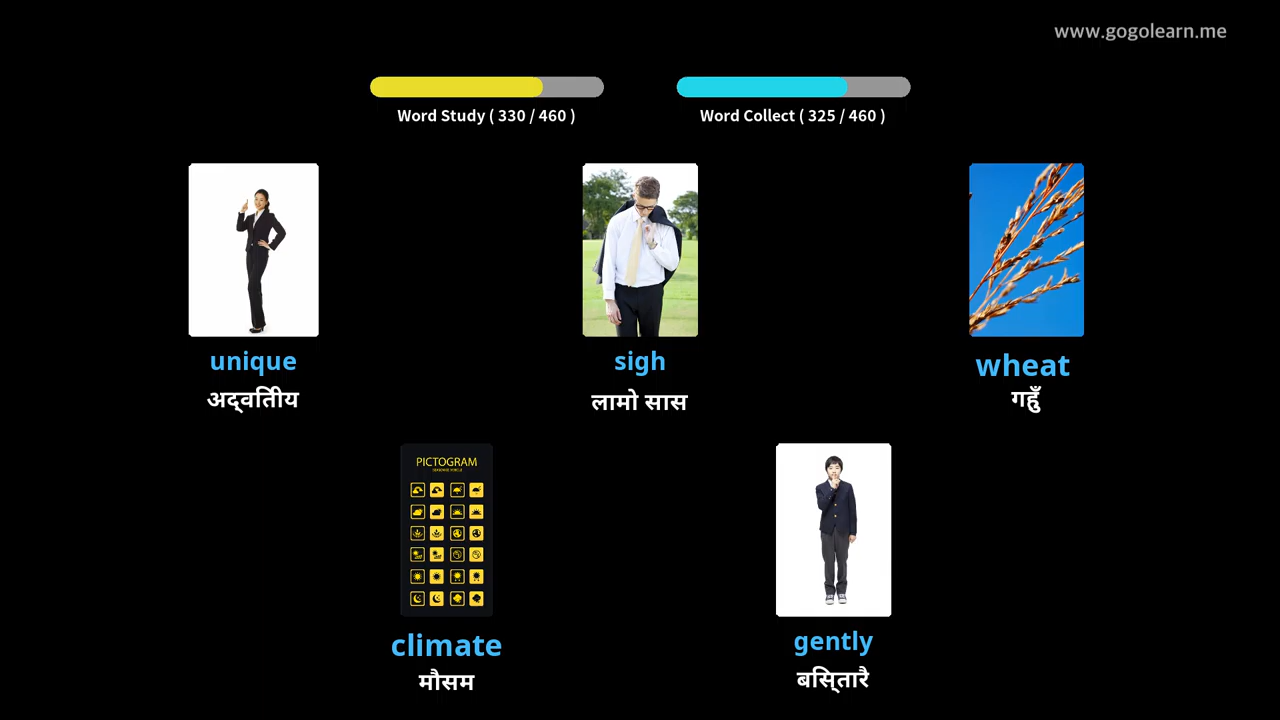 www.gogolearn.me
Word Study ( 330 / 460 )
Word Collect ( 325 / 460 )
unique
अद्वितीय
sigh
लामो सास
wheat
गहुँ
PICTOGRAM
climate
मौसम
gently
बिस्तारै